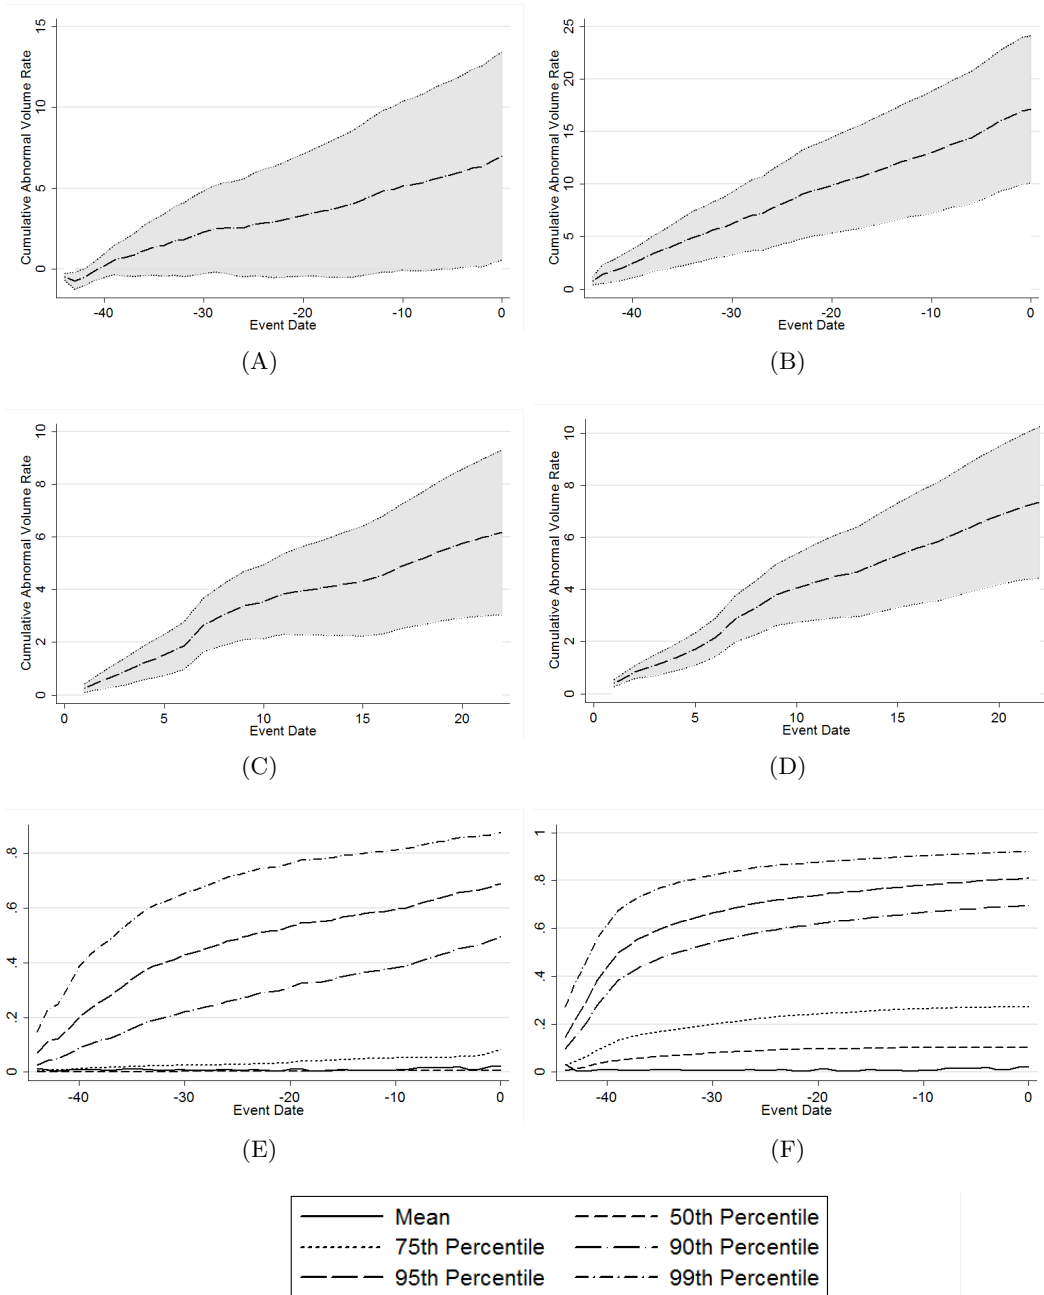 15
10
5
0
Cumulative Abnormal Volume Rate
-40 -30 -20 -10 0
Event Date
(A)
25
20
15
10
5
0
Cumulative Abnormal Volume Rate
-40 -30 -20 -10 0
Event Date
(B)
10
8
6
4
2
0
Cumulative Abnormal Volume Rate
0 5 10 15 20
Event Date
(C)
10
8
6
4
2
0
Cumulative Abnormal Volume Rate
0 5 10 15 20
Event Date
(D)
.8
.6
.4
.2
0
-40 -30 -20 -10 0
Event Date
(E)
1
.8
.6
.4
.2
0
-40 -30 -20 -10 0
Event Date
(F)
Mean 50th Percentile
75th Percentile 90th Percentile
95th Percentile 99th Percentile